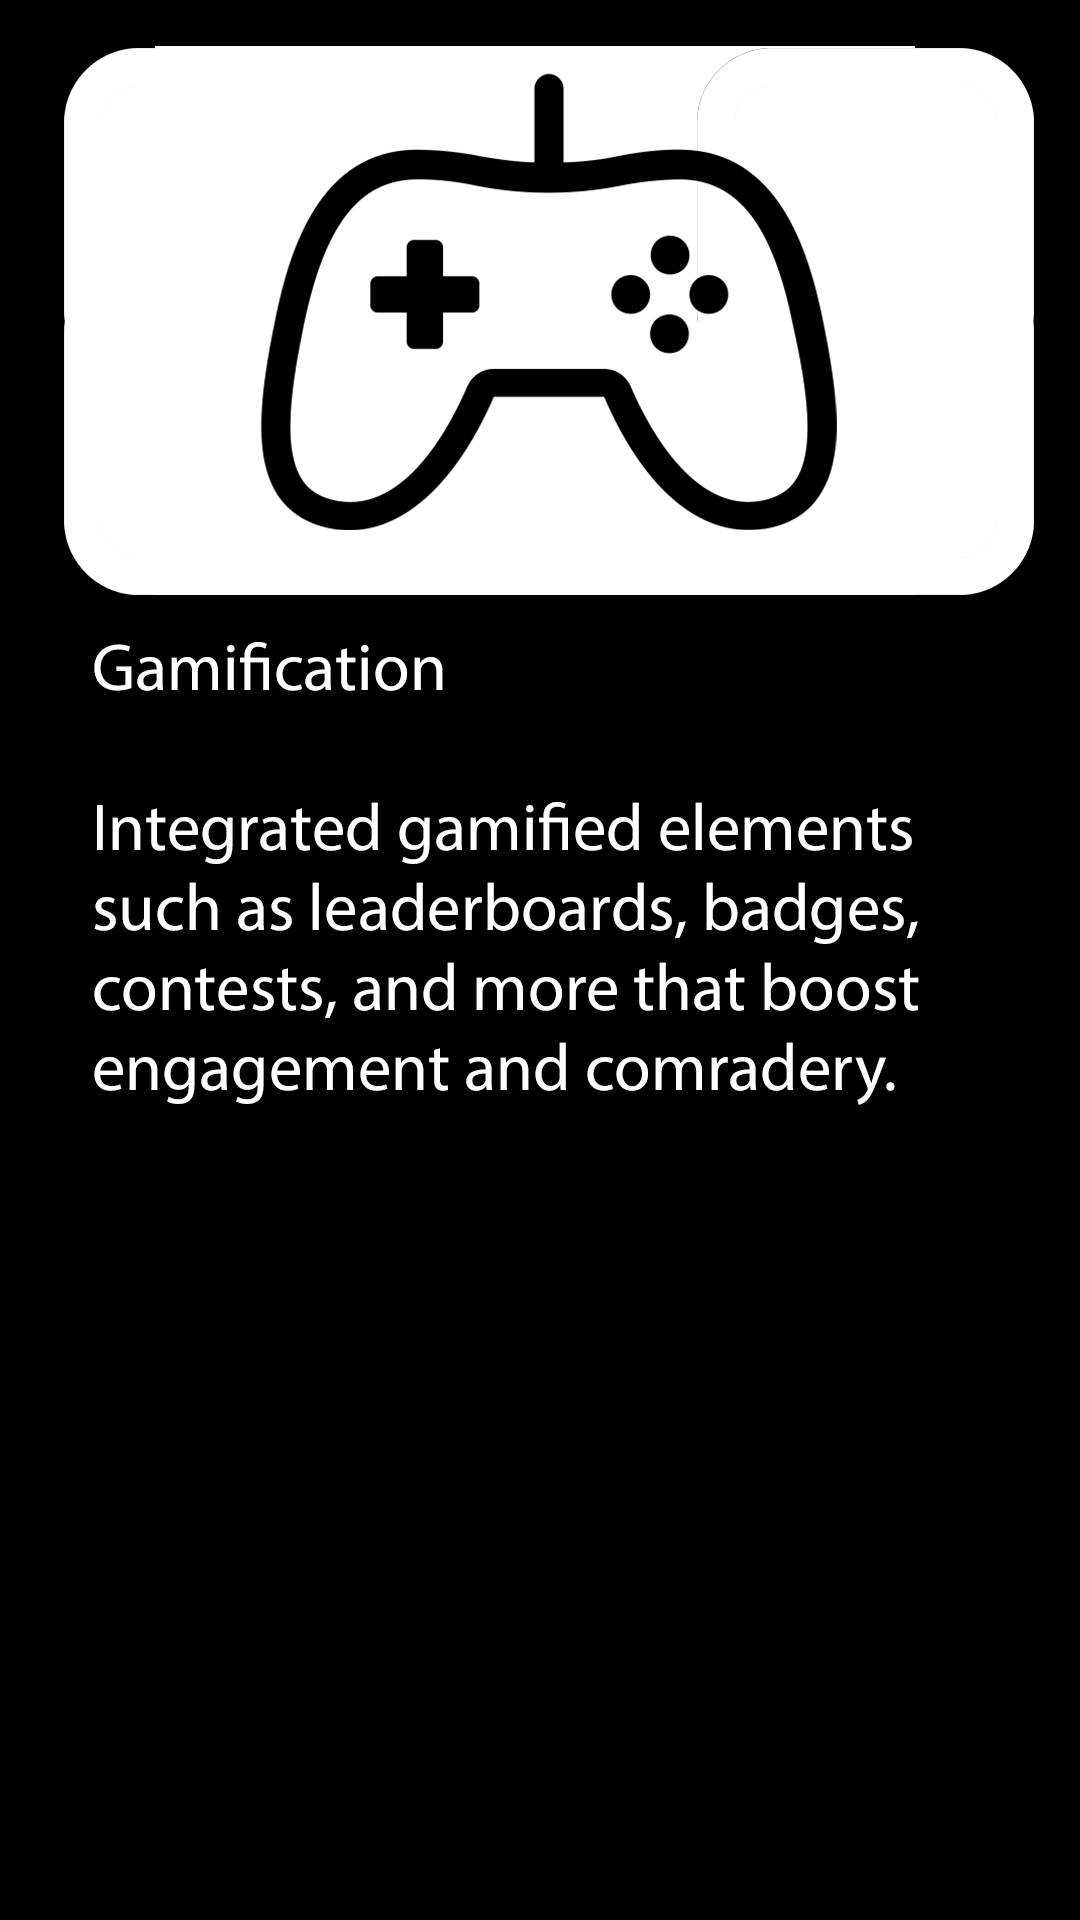 Gamification
Integrated gamified elements
such as leaderboards, badges,
contests, and more that boost
engagement and comradery.